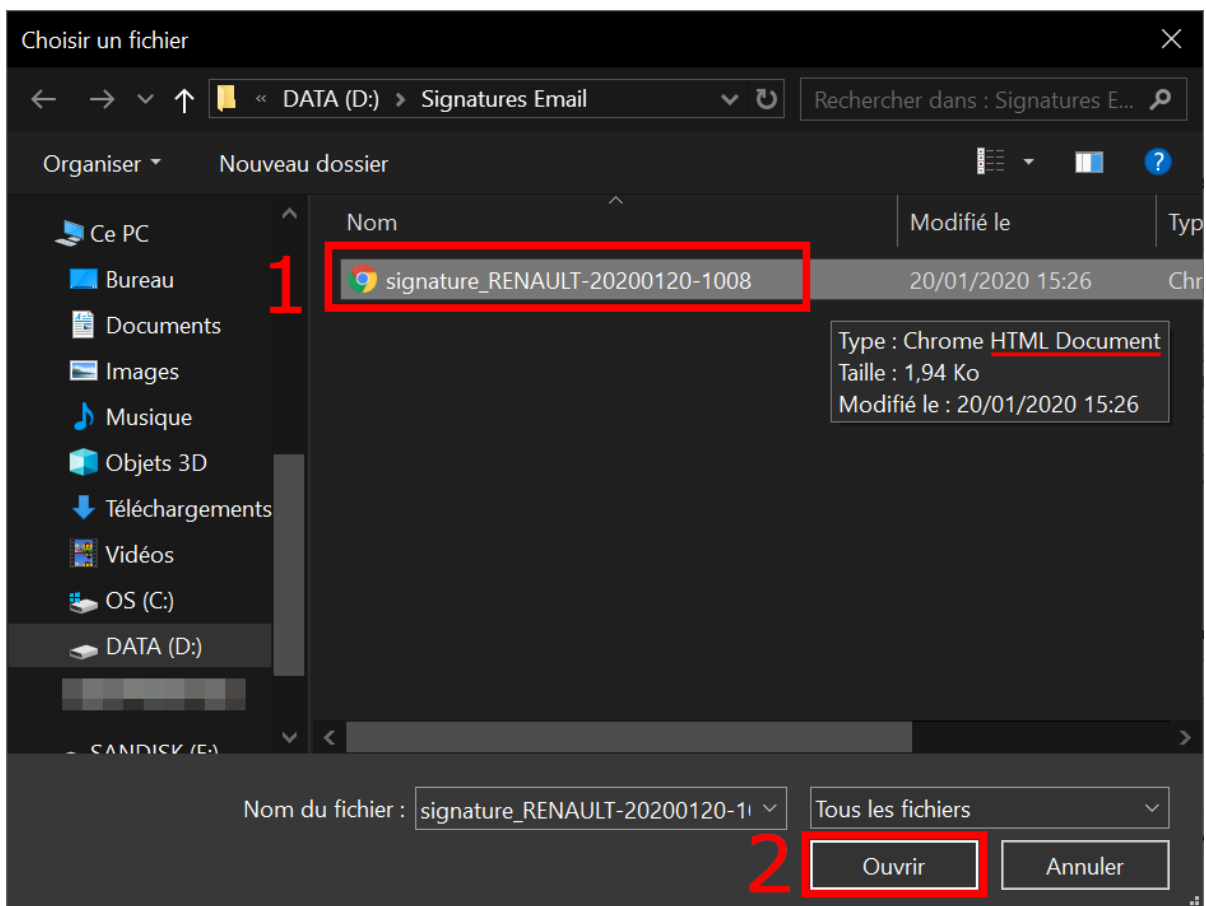 Choisir un fichier
« DATA (D:) > Signatures Email
Rechercher dans : Signatures E...
Organiser Nouveau dossier
Ce PC
Bureau
Documents
Images
Musique
Objets 3D
Téléchargements
Vidéos
OS (C:)
DATA (D:)
SANDISK (F:)
Nom Modifié le Typ
1
signature_RENAULT-20200120-1008 20/01/2020 15:26 Chr
Type : Chrome HTML Document
Taille : 1,94 Ko
Modifié le : 20/01/2020 15:26
Nom du fichier : signature_RENAULT-20200120-1
Tous les fichiers
2
Ouvrir Annuler